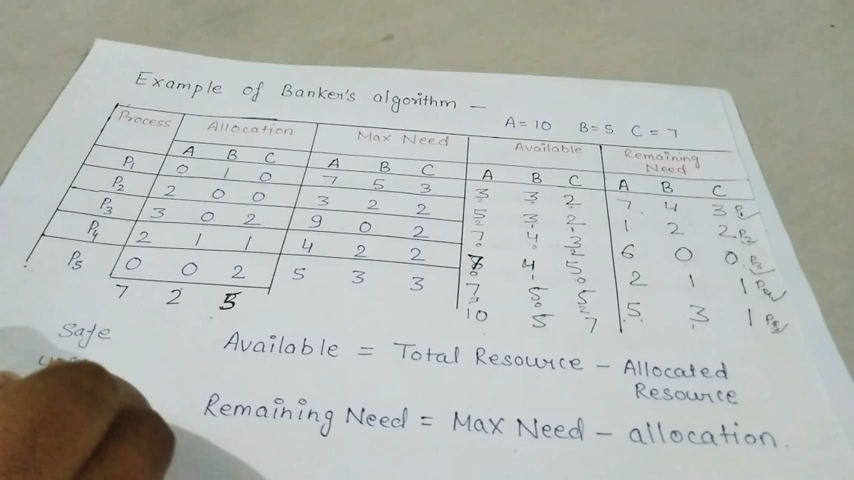 Example of Banker's algorithm -
A = 10 B = 5 C = 7
Process Allocation Max Need Available Remaining Need
A B C A B C A B C A B C
P1 0 1 0 7 5 3 3 3 2 7 4 3 P1
P2 2 0 0 3 2 2 5 3 2 1 2 2 P2
P3 3 0 2 9 0 2 7 4 3 6 0 0
P4 2 1 1 4 2 2 7 4 5 2 1 1 P4
P5 0 0 2 5 3 3 7 5 5 5 3 1 P5
7 2 5 10 5 7
Safe
Available = Total Resource - Allocated
Resource
Remaining Need = Max Need - allocation.